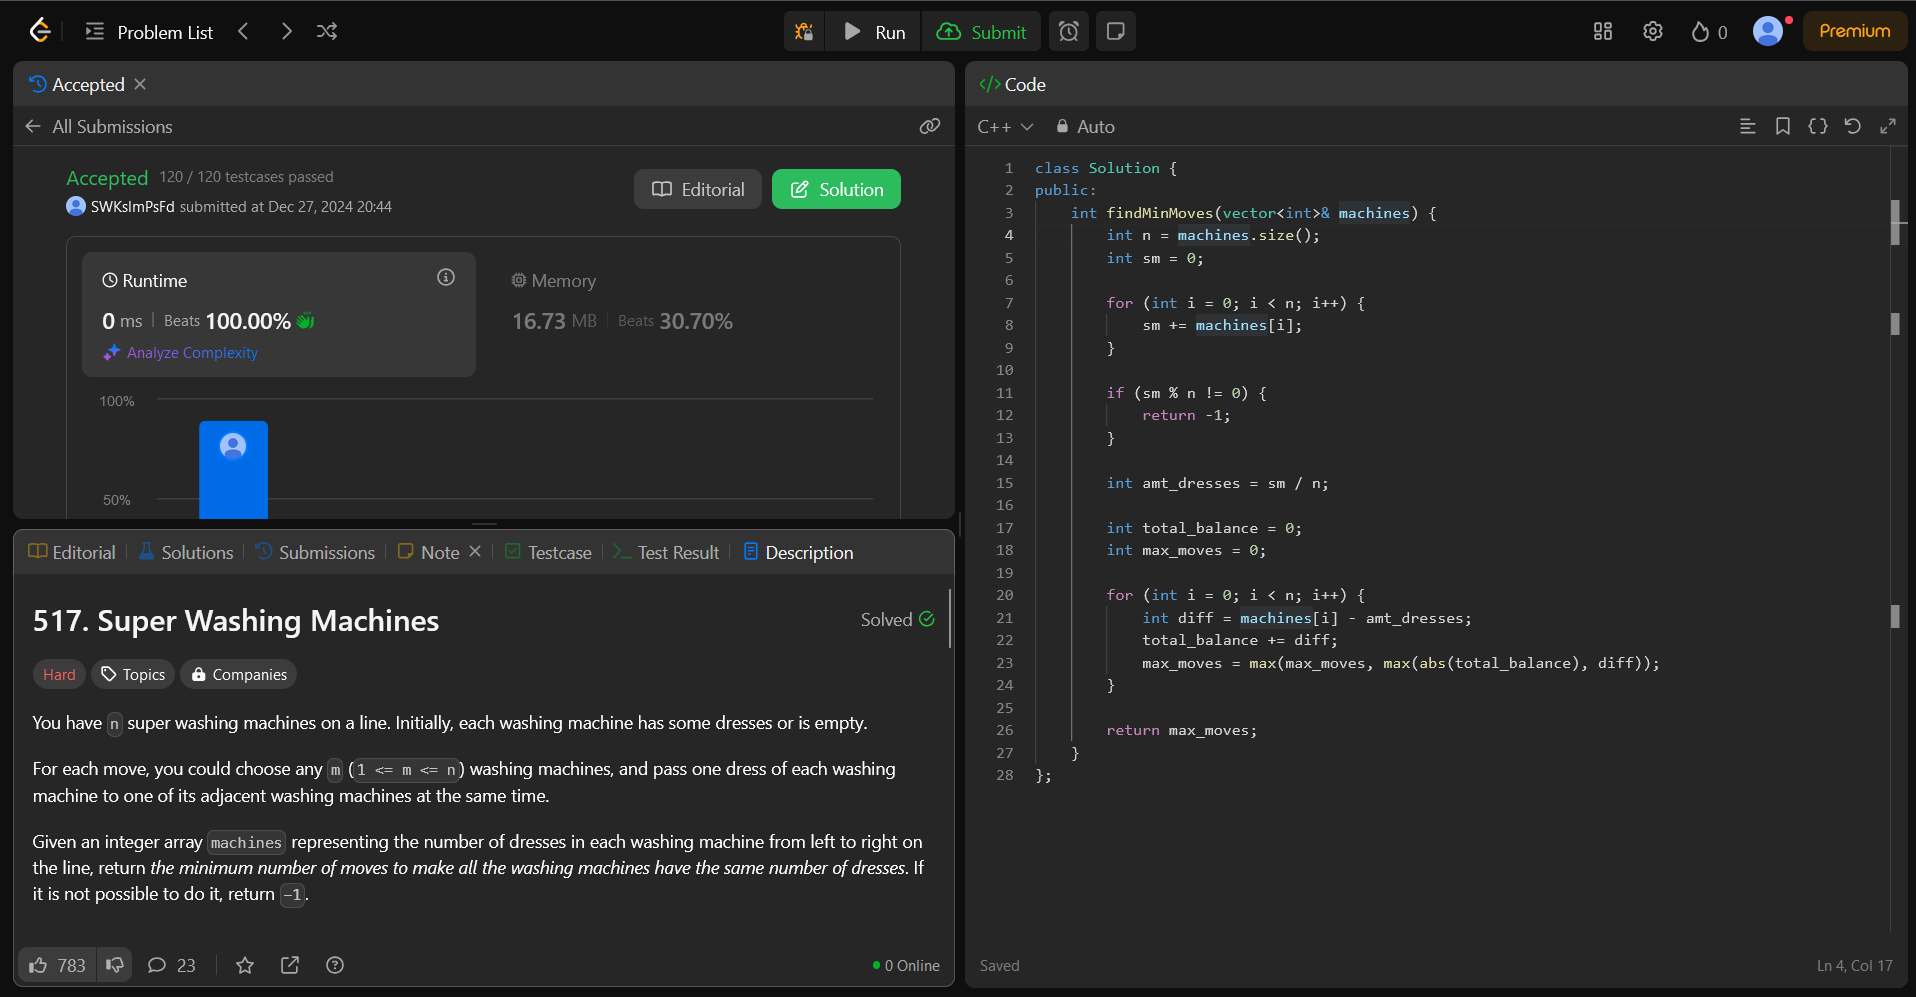 Problem List
Run
Submit
0
Premium
Accepted
All Submissions
Accepted 120 / 120 testcases passed
SWKsImPsFd submitted at Dec 27, 2024 20:44
Editorial
Solution
Runtime
0 ms | Beats 100.00%
Analyze Complexity
Memory
16.73 MB | Beats 30.70%
100%
50%
Editorial | Solutions | Submissions | Note | Testcase | Test Result | Description
517. Super Washing Machines
Solved
Hard Topics Companies
You have n super washing machines on a line. Initially, each washing machine has some dresses or is empty.
For each move, you could choose any m (1 <= m <= n) washing machines, and pass one dress of each washing
machine to one of its adjacent washing machines at the same time.
Given an integer array machines representing the number of dresses in each washing machine from left to right on
the line, return the minimum number of moves to make all the washing machines have the same number of dresses. If
it is not possible to do it, return -1.
783
23
0 Online
</> Code
C++
Auto
1 class Solution {
2 public:
3     int findMinMoves(vector<int>& machines) {
4         int n = machines.size();
5         int sm = 0;
6
7         for (int i = 0; i < n; i++) {
8             sm += machines[i];
9         }
10
11         if (sm % n != 0) {
12             return -1;
13         }
14
15         int amt_dresses = sm / n;
16
17         int total_balance = 0;
18         int max_moves = 0;
19
20         for (int i = 0; i < n; i++) {
21             int diff = machines[i] - amt_dresses;
22             total_balance += diff;
23             max_moves = max(max_moves, max(abs(total_balance), diff));
24         }
25
26         return max_moves;
27     }
28 };
Saved
Ln 4, Col 17